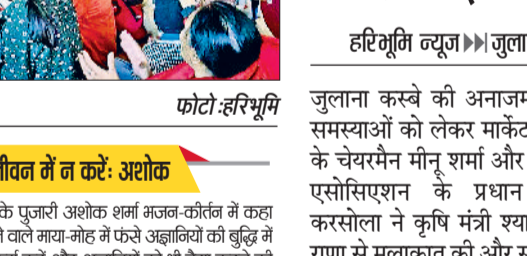 फोटो :हरिभूमि
जीवन में न करें: अशोक
के पुजारी अशोक शर्मा भजन-कीर्तन में कहा
वाले माया-मोह में फंसे अज्ञानियों की बुद्धि में
हरिभूमि न्यूज ▶▶| जुला
जुलाना कस्बे की अनाजम
समस्याओं को लेकर मार्केट
के चेयरमैन मीनू शर्मा और
एसोसिएशन के प्रधान
करसोला ने कृषि मंत्री श्या
राणा से मुलाकात की और